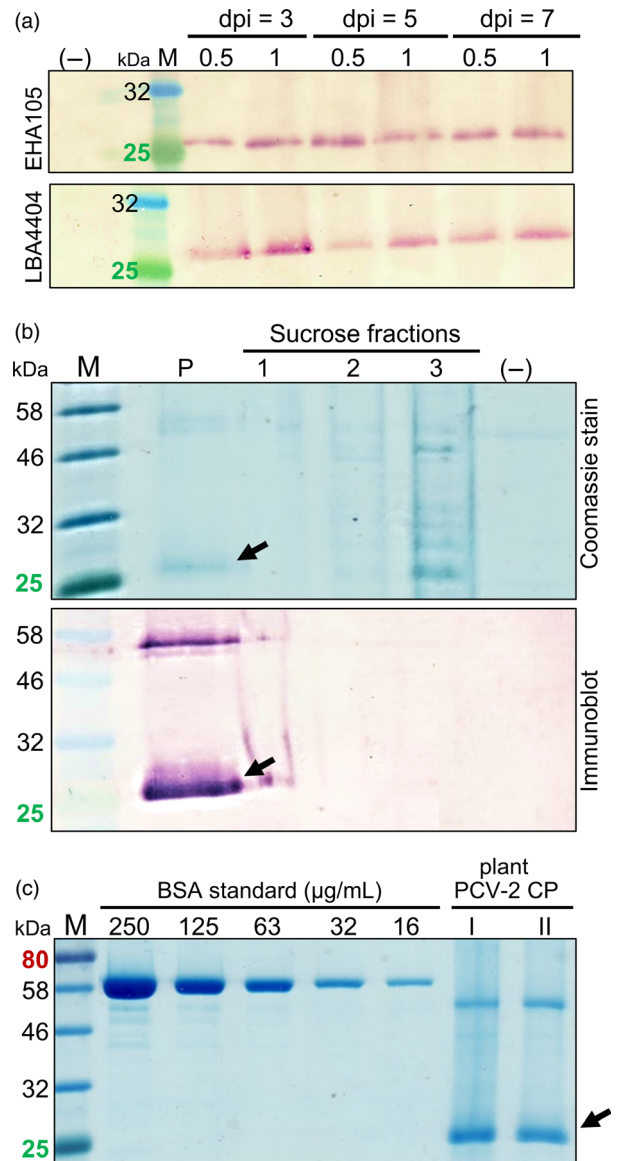 (a)
dpi = 3 dpi = 5 dpi = 7
(–) kDa M 0.5 1 0.5 1 0.5 1
EHA105
32
25
LBA4404
32
25
(b)
Sucrose fractions
kDa M P 1 2 3 (–)
58
46
32
25
Coomassie stain
58
46
32
25
Immunoblot
(c)
BSA standard (µg/mL)
plant
PCV-2 CP
kDa M 250 125 63 32 16 I II
80
58
46
32
25